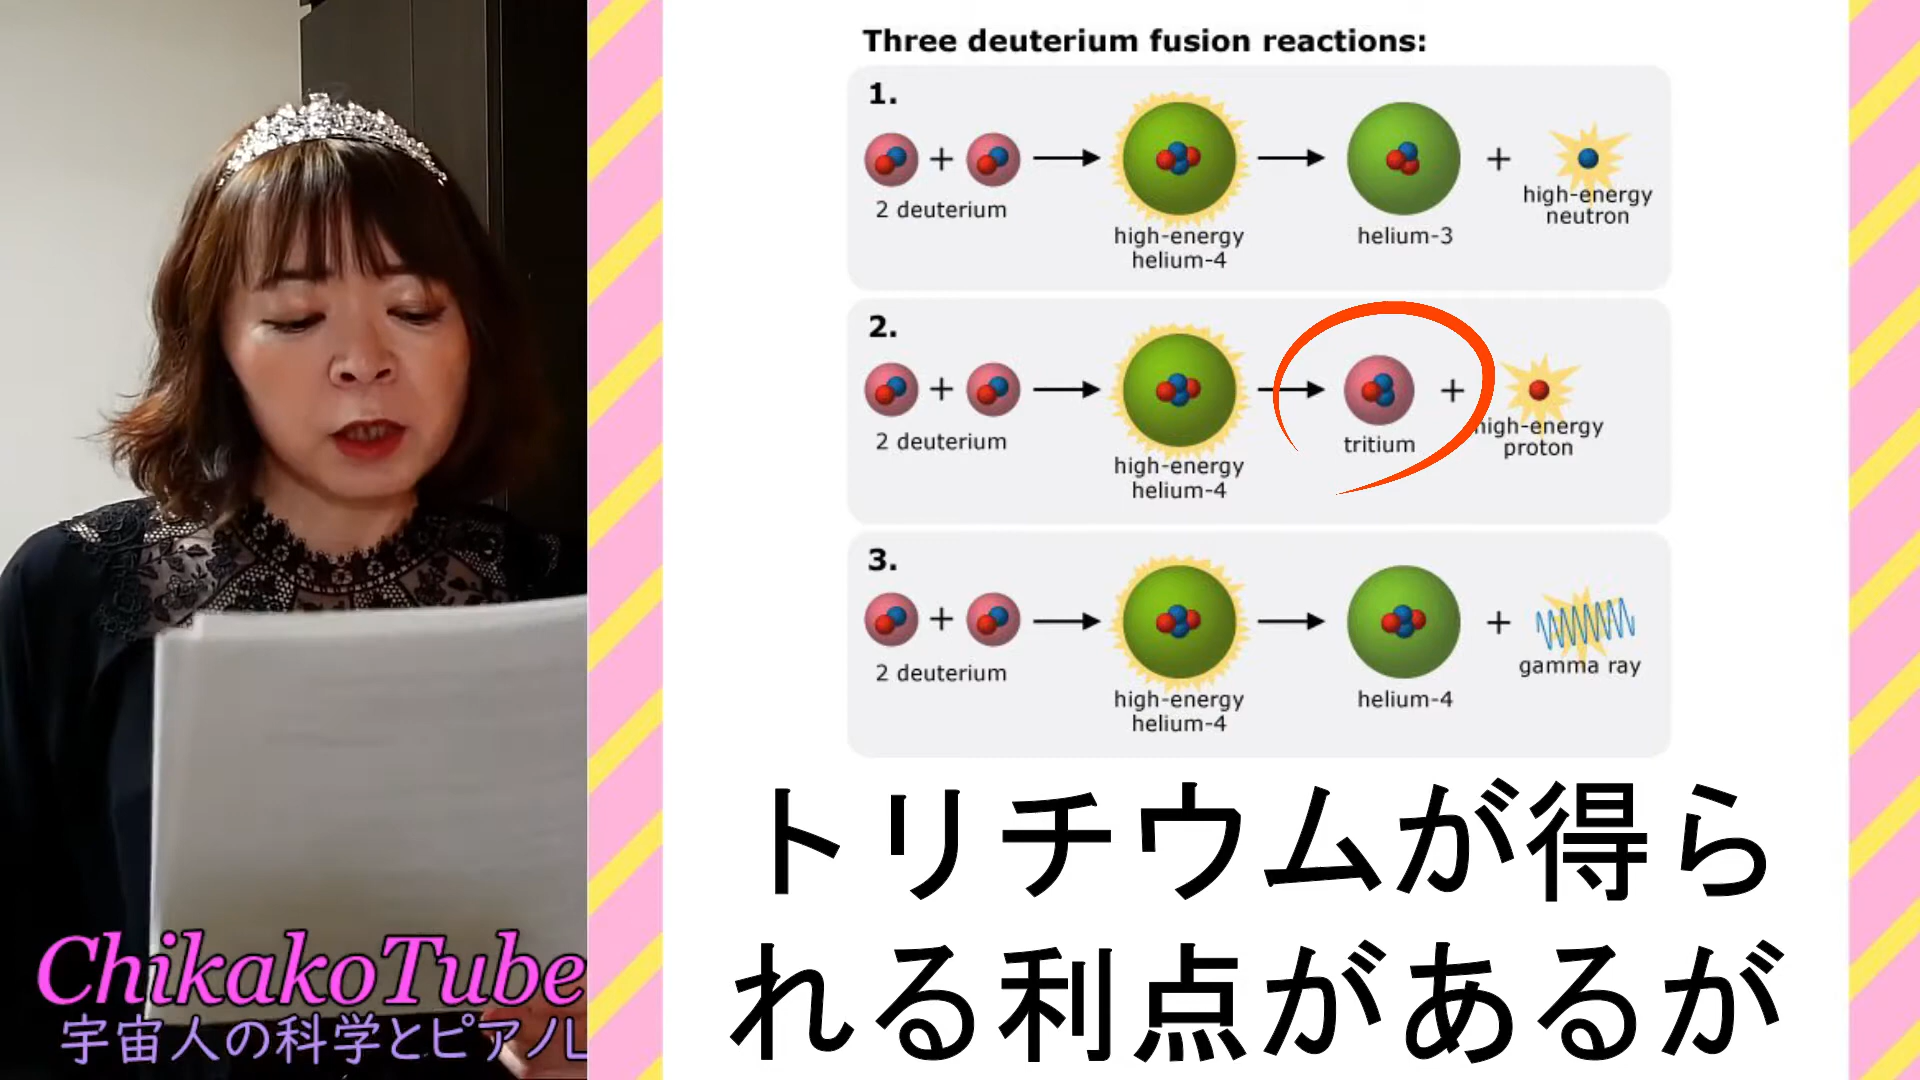 Three deuterium fusion reactions:
1.
2 deuterium
high-energy
helium-4
helium-3
high-energy
neutron
2.
2 deuterium
high-energy
helium-4
tritium
high-energy
proton
3.
2 deuterium
high-energy
helium-4
helium-4
gamma ray
トリチウムが得ら
れる利点があるが
ChikakoTube
宇宙人の科学とピアノ